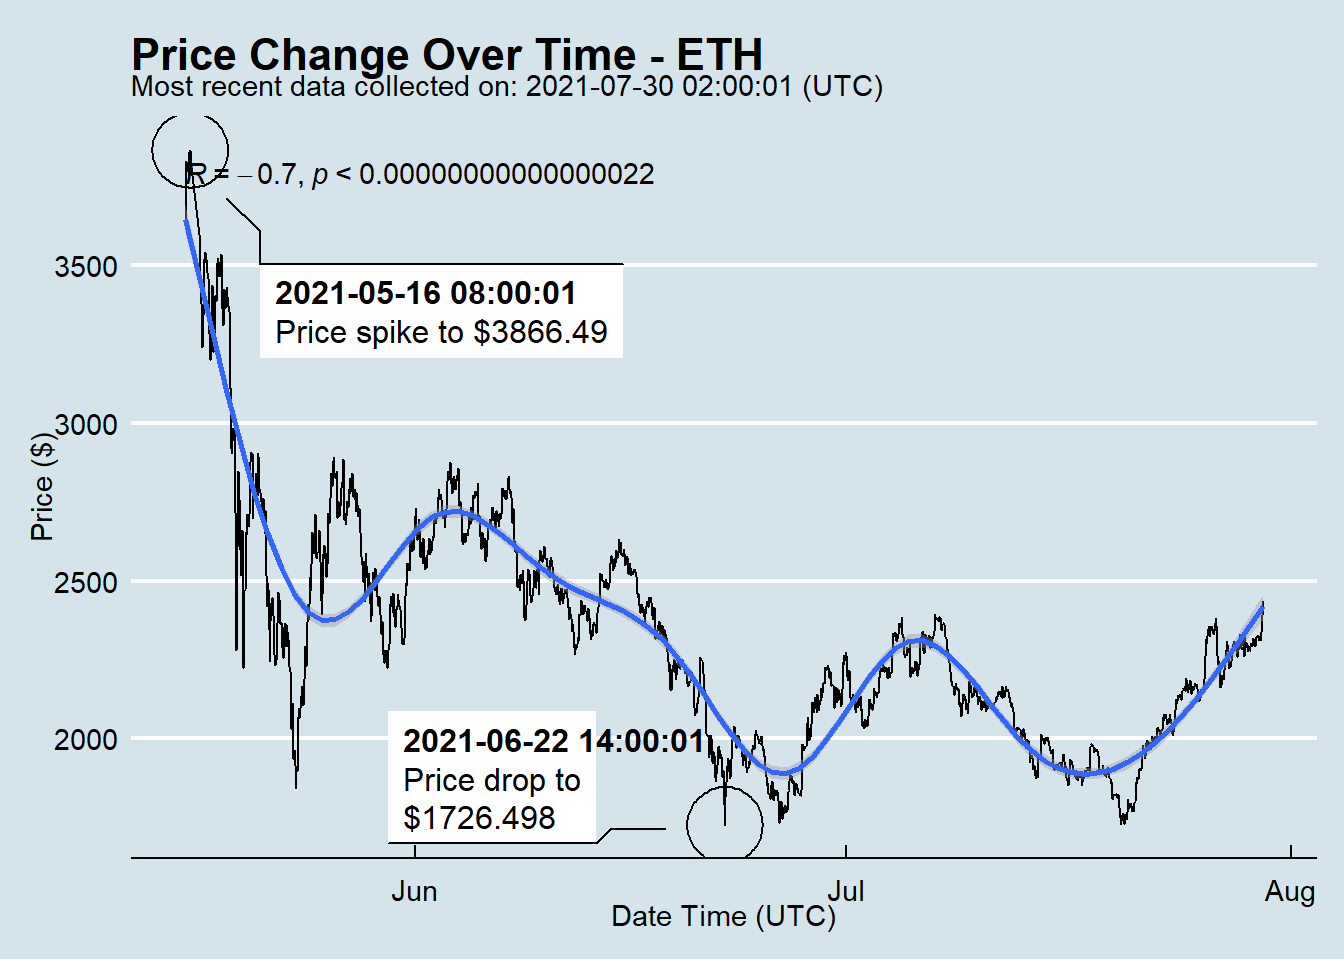 Price Change Over Time - ETH
Most recent data collected on: 2021-07-30 02:00:01 (UTC)
R = −0.7, p < 0.00000000000000022
3500
2021-05-16 08:00:01
Price spike to $3866.49
3000
Price ($)
2500
2000
2021-06-22 14:00:01
Price drop to
$1726.498
Jun
Jul
Aug
Date Time (UTC)